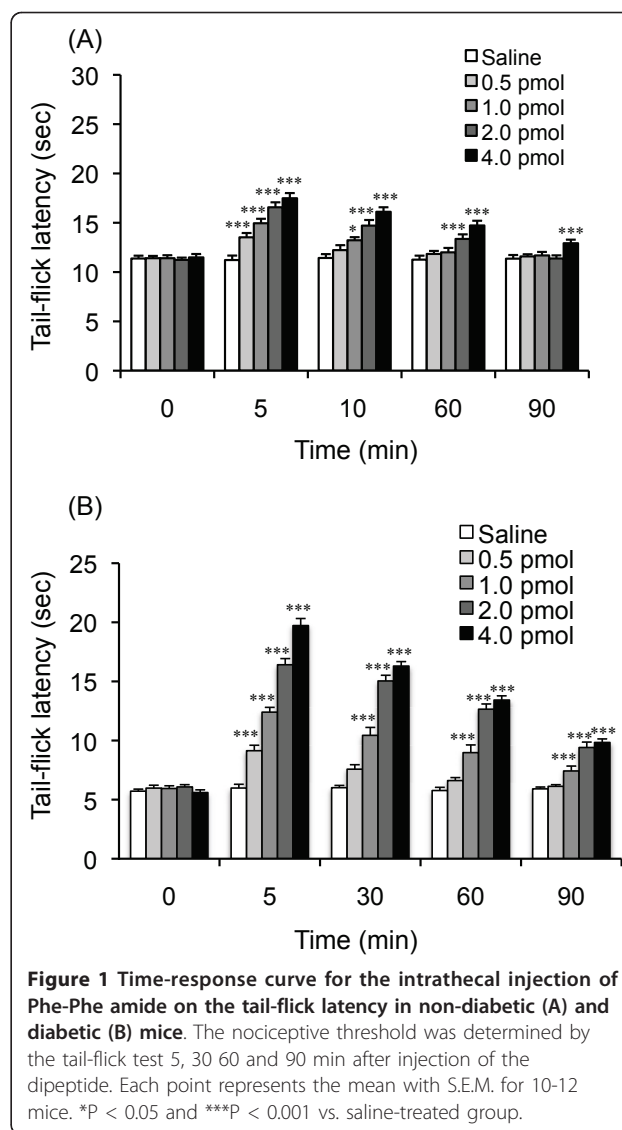 (A)
Saline
0.5 pmol
1.0 pmol
2.0 pmol
4.0 pmol
Tail-flick latency (sec)
30
25
20
15
10
5
0
***
***
***
***
*
***
***
***
***
***
0 5 10 60 90
Time (min)
(B)
Saline
0.5 pmol
1.0 pmol
2.0 pmol
4.0 pmol
Tail-flick latency (sec)
25
20
15
10
5
0
***
***
***
***
***
***
***
***
***
***
***
***
***
0 5 30 60 90
Time (min)
Figure 1 Time-response curve for the intrathecal injection of
Phe-Phe amide on the tail-flick latency in non-diabetic (A) and
diabetic (B) mice. The nociceptive threshold was determined by
the tail-flick test 5, 30 60 and 90 min after injection of the
dipeptide. Each point represents the mean with S.E.M. for 10-12
mice. *P < 0.05 and ***P < 0.001 vs. saline-treated group.